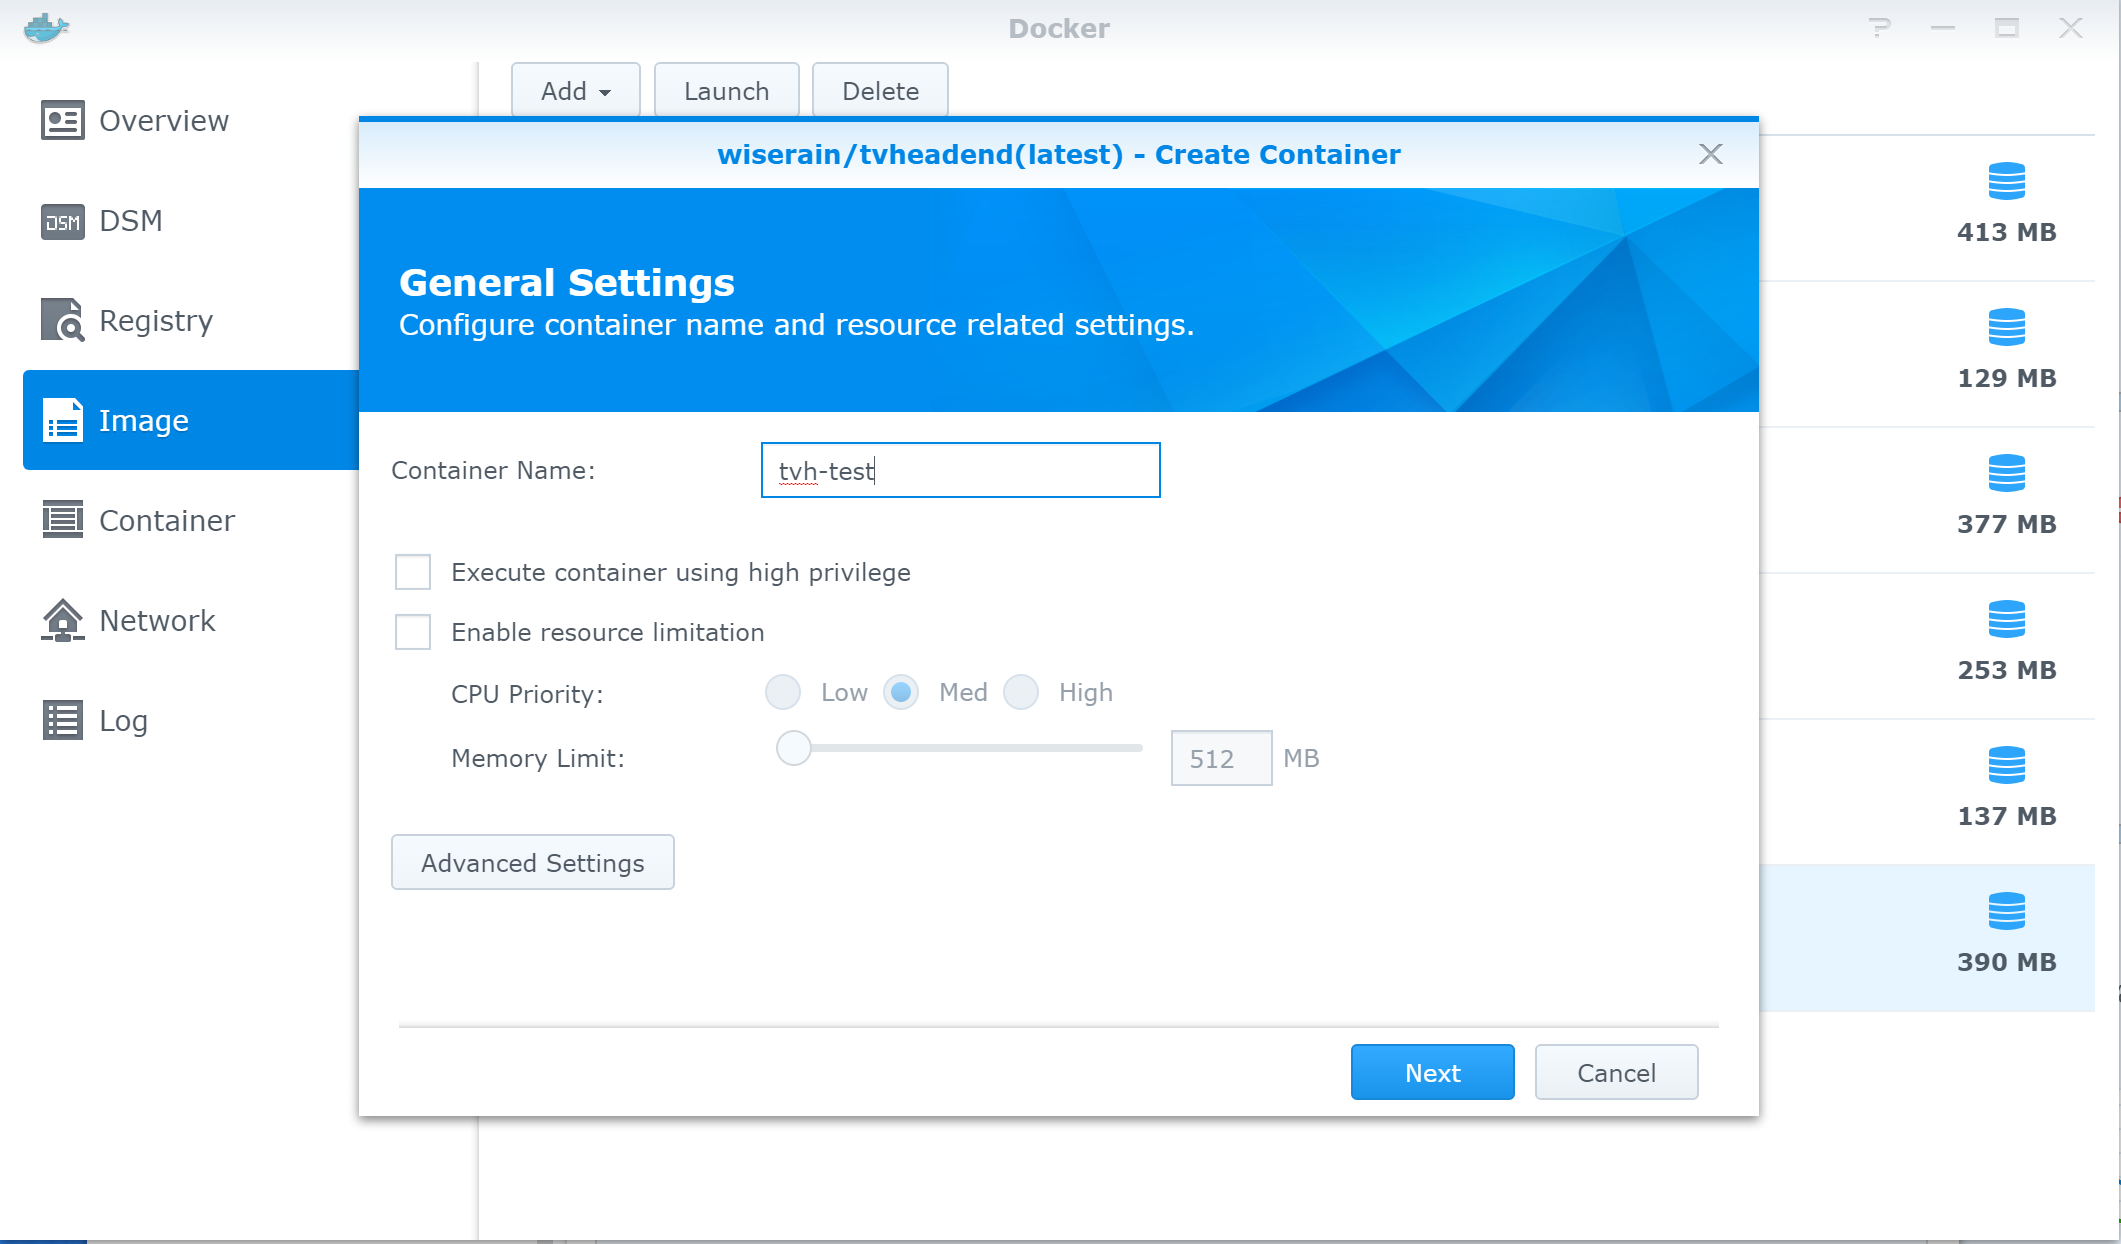 Docker
Overview
DSM
DSM
Registry
Image
Container
Network
Log
Add
Launch
Delete
wiserain/tvheadend(latest) - Create Container
General Settings
Configure container name and resource related settings.
Container Name:
tvh-test
Execute container using high privilege
Enable resource limitation
CPU Priority:
Low
Med
High
Memory Limit:
512
MB
Advanced Settings
Next
Cancel
413 MB
129 MB
377 MB
253 MB
137 MB
390 MB